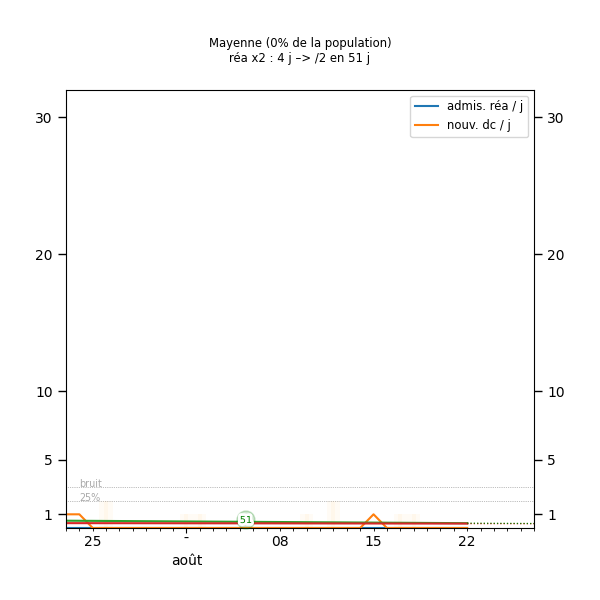 Mayenne (0% de la population)
réa x2 : 4 j –> /2 en 51 j
admis. réa / j
nouv. dc / j
30
30
20
20
10
10
5
5
bruit
25%
1
51
1
25
-
08
15
22
août